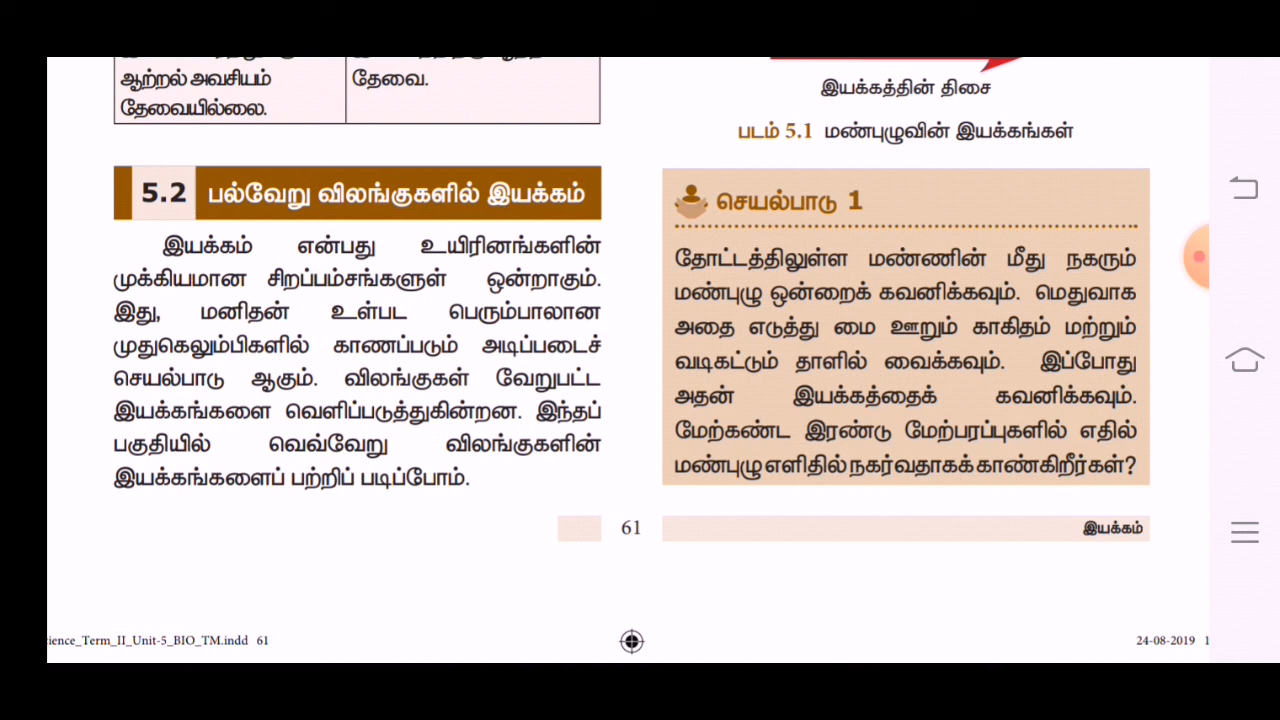 ஆற்றல் அவசியம்
தேவையில்லை.
தேவை.
5.2 பல்வேறு விலங்குகளில் இயக்கம்
இயக்கம் என்பது உயிரினங்களின்
முக்கியமான சிறப்பம்சங்களுள் ஒன்றாகும்.
இது, மனிதன் உள்பட பெரும்பாலான
முதுகெலும்பிகளில் காணப்படும் அடிப்படைச்
செயல்பாடு ஆகும். விலங்குகள் வேறுபட்ட
இயக்கங்களை வெளிப்படுத்துகின்றன. இந்தப்
பகுதியில் வெவ்வேறு விலங்குகளின்
இயக்கங்களைப் பற்றிப் படிப்போம்.
இயக்கத்தின் திசை
படம் 5.1 மண்புழுவின் இயக்கங்கள்
செயல்பாடு 1
தோட்டத்திலுள்ள மண்ணின் மீது நகரும்
மண்புழு ஒன்றைக் கவனிக்கவும். மெதுவாக
அதை எடுத்து மை ஊறும் காகிதம் மற்றும்
வடிகட்டும் தாளில் வைக்கவும். இப்போது
அதன் இயக்கத்தைக் கவனிக்கவும்.
மேற்கண்ட இரண்டு மேற்பரப்புகளில் எதில்
மண்புழு எளிதில் நகர்வதாகக் காண்கிறீர்கள்?
61
இயக்கம்
cience_Term_II_Unit-5_BIO_TM.indd 61
24-08-2019 1